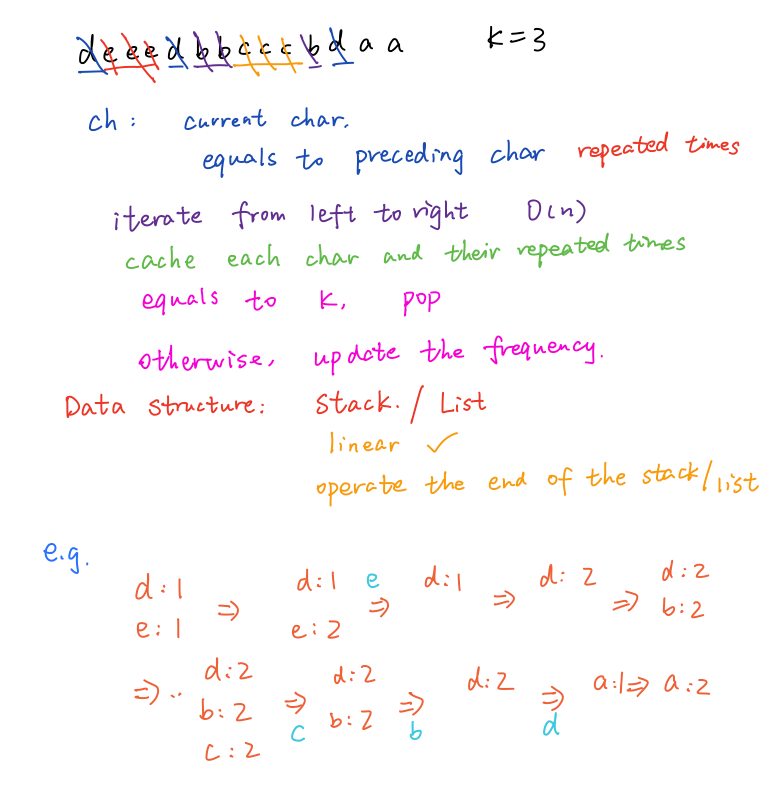 deeedbbcccbdaa k=3
ch: current char.
equals to preceding char repeated times
iterate from left to right O(n)
cache each char and their repeated times
equals to k, pop
otherwise, update the frequency.
Data structure: Stack. / List
linear ✓
operate the end of the stack/list
e.g.
d:1 d:1 e d:1 d: 2 d:2
e:1 ⇒ e:2 ⇒ ⇒ ⇒ b:2
⇒ .. d:2 d:2 d:2 a:1 ⇒ a:2
b:2 ⇒ b:2 ⇒ ⇒
c:2 c b d